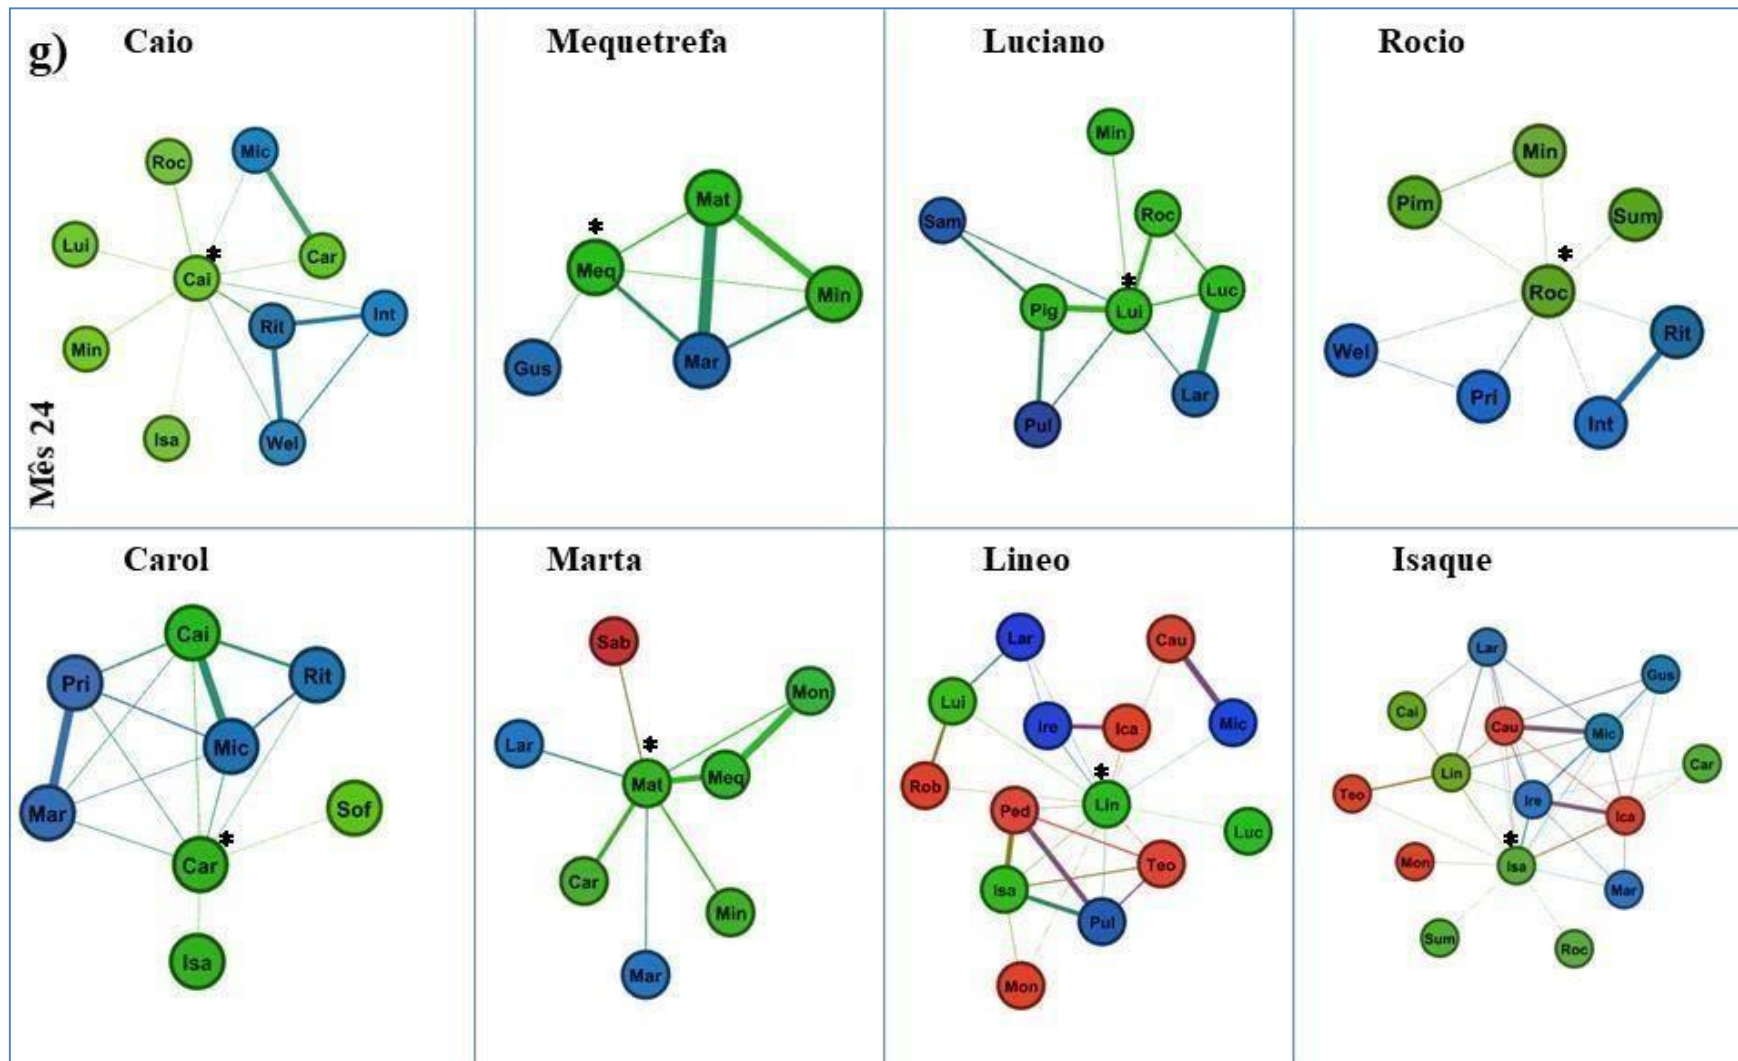 g)
Caio
Mequetrefa
Luciano
Rocio
Mês 24
Roc
Mic
Lui
Car
Cai
*
Rit
Int
Min
Isa
Wel
Mat
*
Meq
Min
Gus
Mar
Min
Sam
Roc
*
Luc
Pig
Lui
Lar
Pul
Min
Pim
Sum
*
Roc
Rit
Wel
Pri
Int
Carol
Marta
Lineo
Isaque
Cai
Pri
Rit
Mic
Mar
Sof
*
Car
Isa
Sab
Mon
Lar
*
Mat
Meq
Car
Min
Mar
Lar
Cau
Lui
Ire
Ica
Mic
*
Rob
Ped
Lin
Luc
Teo
Isa
Pul
Mon
Lar
Gus
Cai
Cau
Mic
Car
Lin
Teo
Ire
Ica
*
Mon
Isa
Mar
Sum
Roc